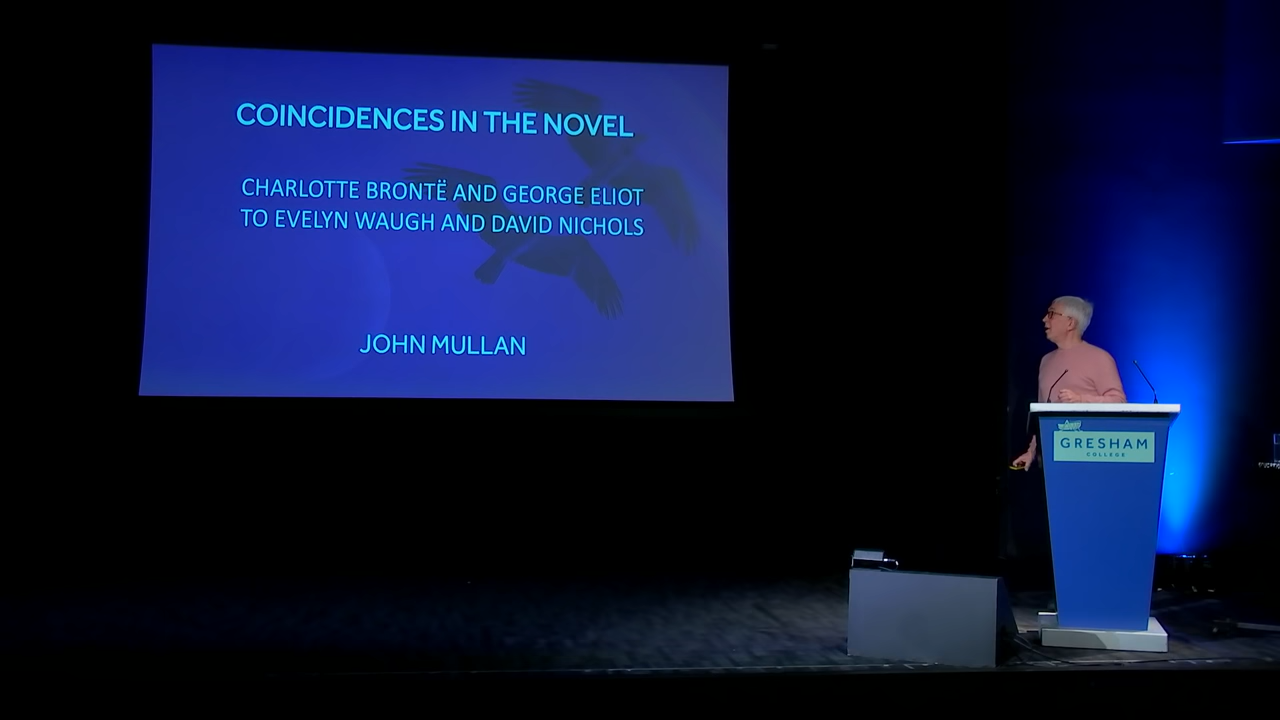 COINCIDENCES IN THE NOVEL
CHARLOTTE BRONTË AND GEORGE ELIOT
TO EVELYN WAUGH AND DAVID NICHOLS
JOHN MULLAN
GRESHAM
COLLEGE